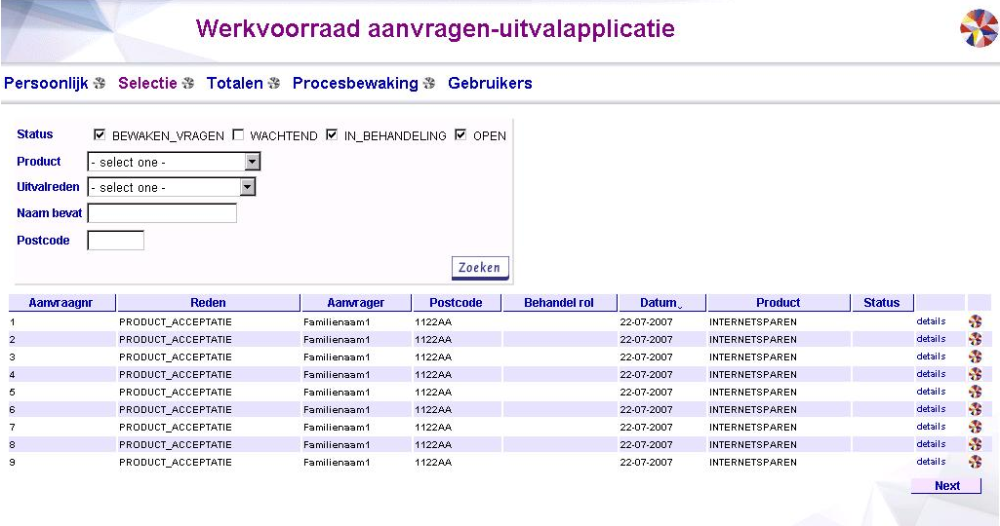 Werkvoorraad aanvragen-uitvalapplicatie
Persoonlijk Selectie Totalen Procesbewaking Gebruikers
Status BEWAKEN_VRAGEN WACHTEND IN_BEHANDELING OPEN
Product - select one -
Uitvalreden - select one -
Naam bevat
Postcode
Zoeken
Aanvraagnr Reden Aanvrager Postcode Behandel rol Datum Product Status
1 PRODUCT_ACCEPTATIE Familienaam1 1122AA 22-07-2007 INTERNETSPAREN details
2 PRODUCT_ACCEPTATIE Familienaam1 1122AA 22-07-2007 INTERNETSPAREN details
3 PRODUCT_ACCEPTATIE Familienaam1 1122AA 22-07-2007 INTERNETSPAREN details
4 PRODUCT_ACCEPTATIE Familienaam1 1122AA 22-07-2007 INTERNETSPAREN details
5 PRODUCT_ACCEPTATIE Familienaam1 1122AA 22-07-2007 INTERNETSPAREN details
6 PRODUCT_ACCEPTATIE Familienaam1 1122AA 22-07-2007 INTERNETSPAREN details
7 PRODUCT_ACCEPTATIE Familienaam1 1122AA 22-07-2007 INTERNETSPAREN details
8 PRODUCT_ACCEPTATIE Familienaam1 1122AA 22-07-2007 INTERNETSPAREN details
9 PRODUCT_ACCEPTATIE Familienaam1 1122AA 22-07-2007 INTERNETSPAREN details
Next